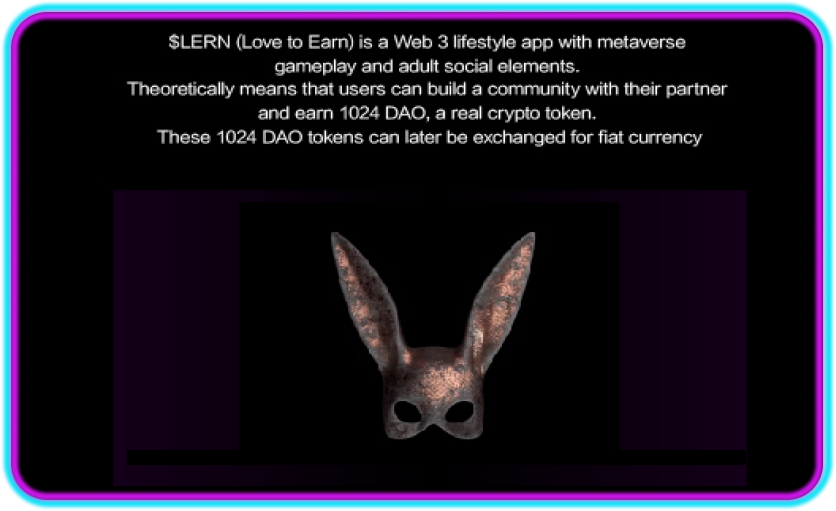 $LERN (Love to Earn) is a Web 3 lifestyle app with metaverse
gameplay and adult social elements.
Theoretically means that users can build a community with their partner
and earn 1024 DAO, a real crypto token.
These 1024 DAO tokens can later be exchanged for fiat currency